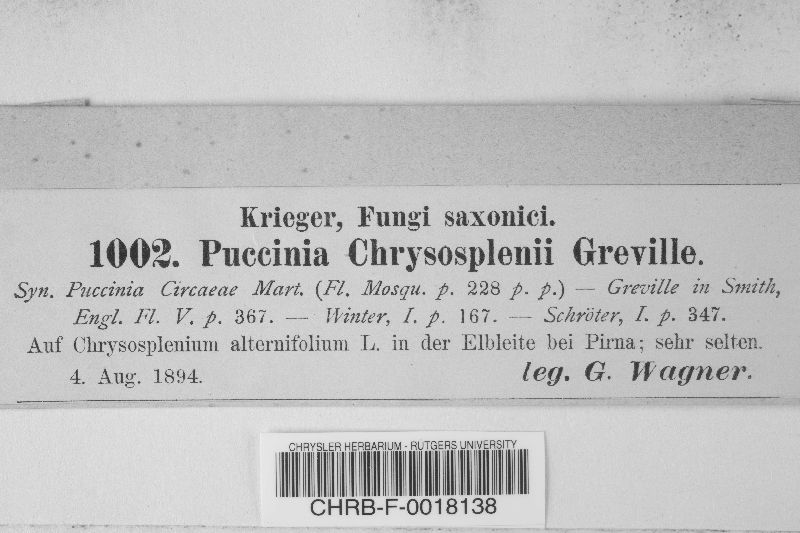 Krieger, Fungi saxonici.
1002. Puccinia Chrysosplenii Greville.
Syn. Puccinia Circaeae Mart. (Fl. Mosqu. p. 228 p. p.) — Greville in Smith,
Engl. Fl. V. p. 367. — Winter, I. p. 167. — Schröter, I. p. 347.
Auf Chrysosplenium alternifolium L. in der Elbleite bei Pirna; sehr selten.
4. Aug. 1894. leg. G. Wagner.
CHRYSLER HERBARIUM - RUTGERS UNIVERSITY
CHRB-F-0018138